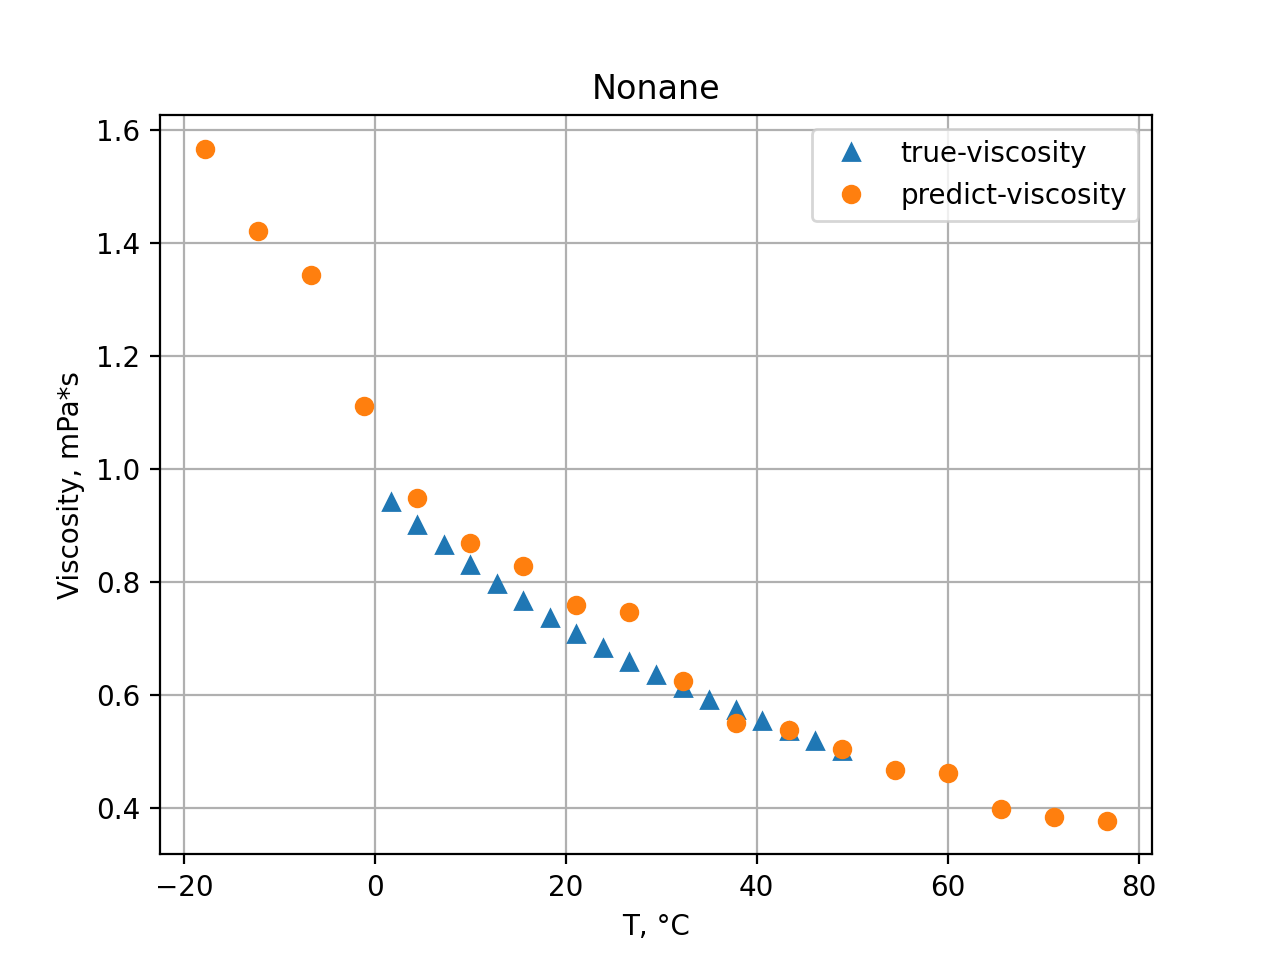 Nonane
true-viscosity
predict-viscosity
1.6
1.4
1.2
1.0
0.8
0.6
0.4
Viscosity, mPa*s
−20 0 20 40 60 80
T, °C